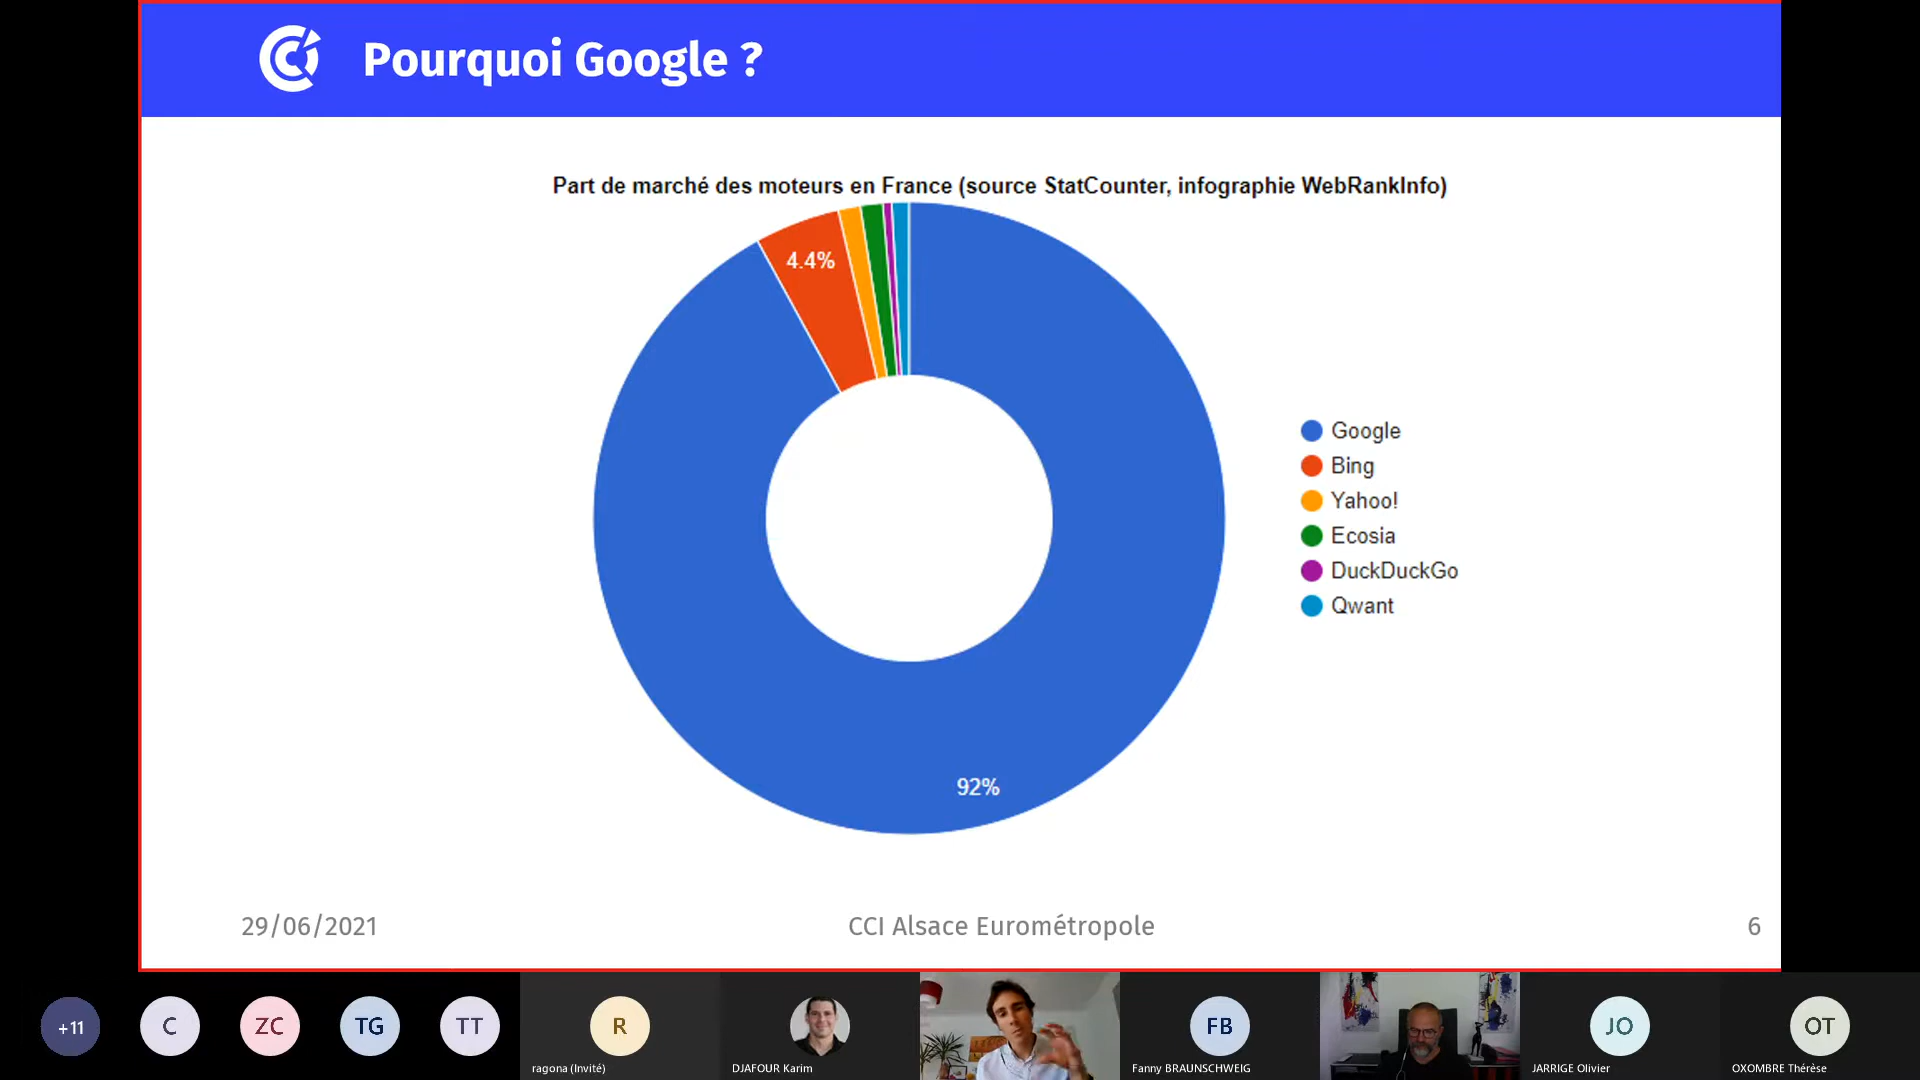 Pourquoi Google ?
Part de marché des moteurs en France (source StatCounter, infographie WebRankInfo)
4.4%
92%
Google
Bing
Yahoo!
Ecosia
DuckDuckGo
Qwant
29/06/2021
CCI Alsace Eurométropole
6
+11
C
ZC
TG
TT
R
FB
JO
OT
ragona (Invité)
DJAFOUR Karim
Fanny BRAUNSCHWEIG
JARRIGE Olivier
OXOMBRE Thérèse